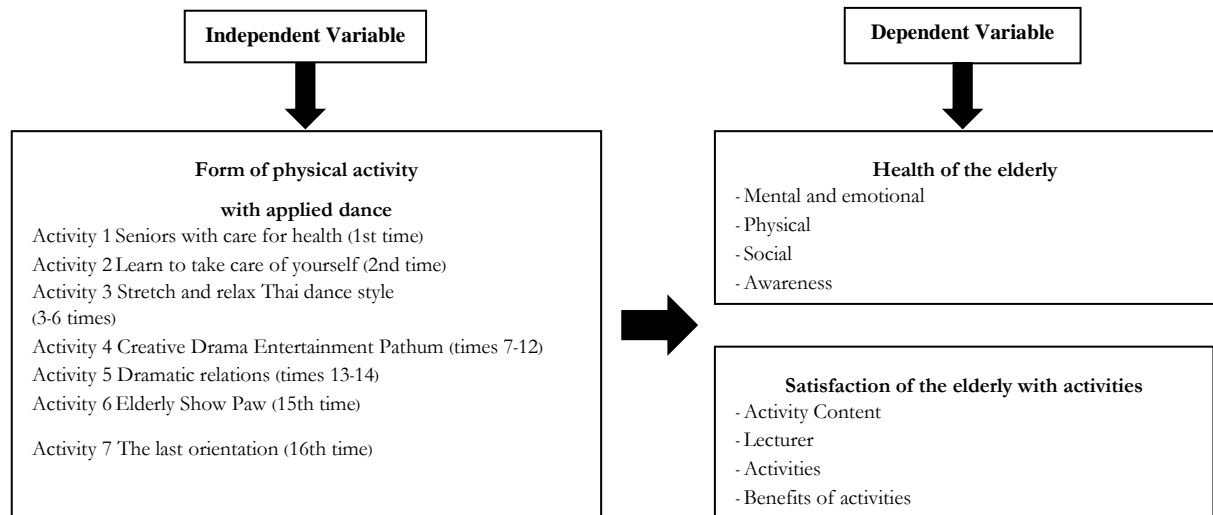 Independent Variable
Form of physical activity
with applied dance
Activity 1 Seniors with care for health (1st time)
Activity 2 Learn to take care of yourself (2nd time)
Activity 3 Stretch and relax Thai dance style
(3-6 times)
Activity 4 Creative Drama Entertainment Pathum (times 7-12)
Activity 5 Dramatic relations (times 13-14)
Activity 6 Elderly Show Paw (15th time)
Activity 7 The last orientation (16th time)
Dependent Variable
Health of the elderly
- Mental and emotional
- Physical
- Social
- Awareness
Satisfaction of the elderly with activities
- Activity Content
- Lecturer
- Activities
- Benefits of activities